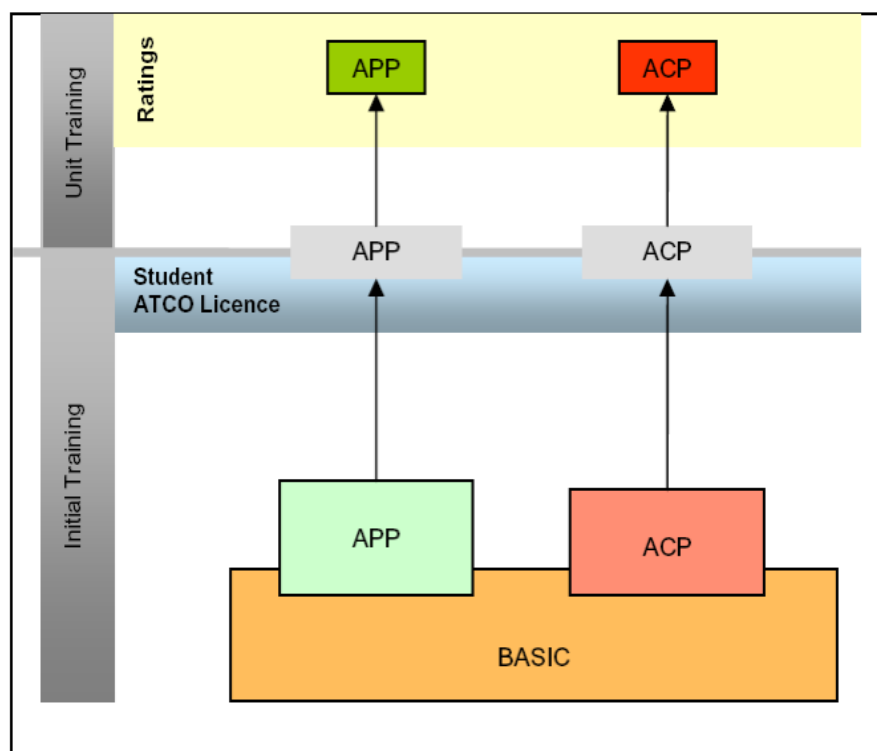 Unit Training
Ratings
APP
ACP
APP
ACP
Student
ATCO Licence
Initial Training
APP
ACP
BASIC